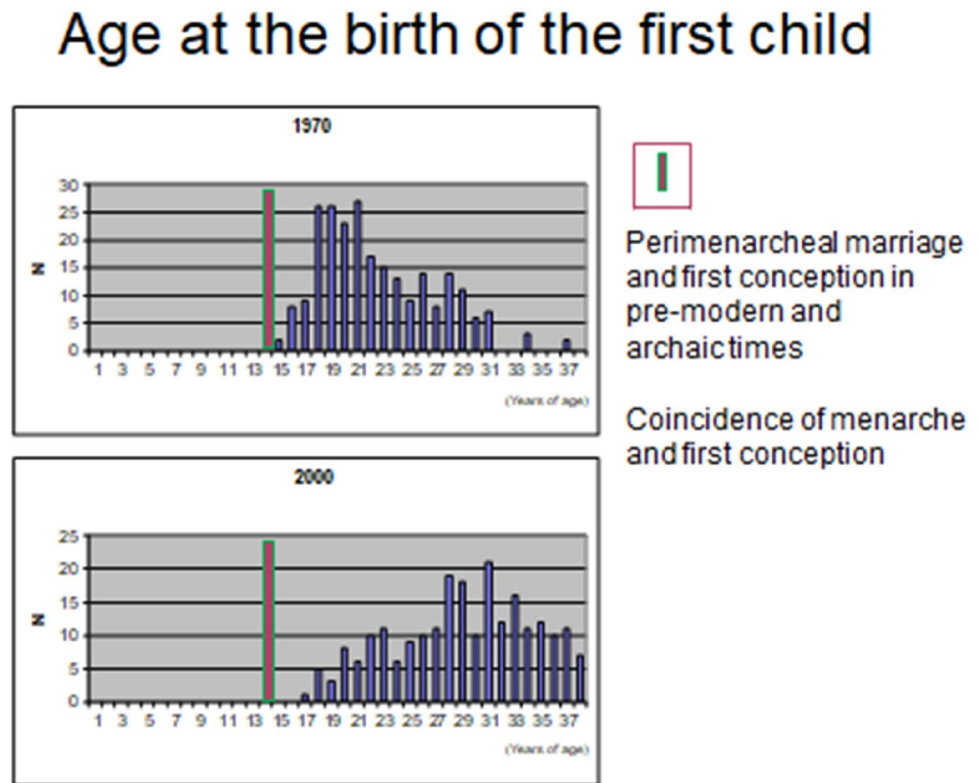 Age at the birth of the first child
1970
30
25
20
15
10
5
0
N
1 3 5 7 9 11 13 15 17 19 21 23 25 27 29 31 33 35 37
(Years of age)
Perimenarcheal marriage
and first conception in
pre-modern and
archaic times
Coincidence of menarche
and first conception
2000
25
20
15
10
5
0
N
1 3 5 7 9 11 13 15 17 19 21 23 25 27 29 31 33 35 37
(Years of age)